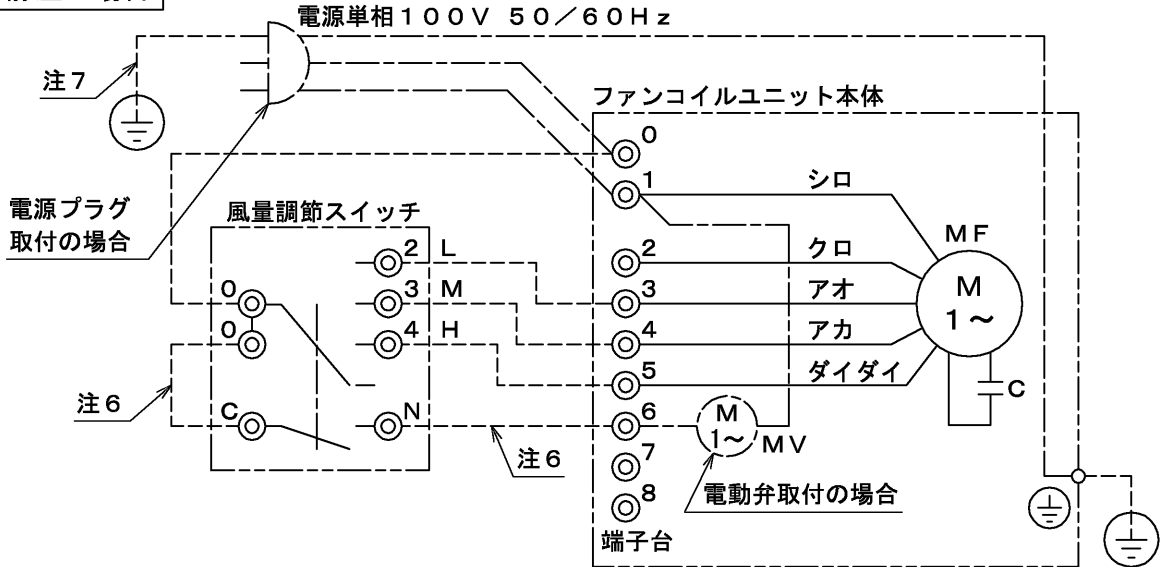 電源単相１００Ｖ ５０／６０Ｈｚ
注７
ファンコイルユニット本体
電源プラグ
取付の場合
風量調節スイッチ
0
1
シロ
ＭＦ
2 Ｌ
2
クロ
0
3 Ｍ
3
アオ
Ｍ
1～
0
4 Ｈ
4
アカ
5
ダイダイ
Ｃ
注６
Ｃ
Ｎ
6
Ｍ
1～
ＭＶ
注６
7
電動弁取付の場合
8
端子台